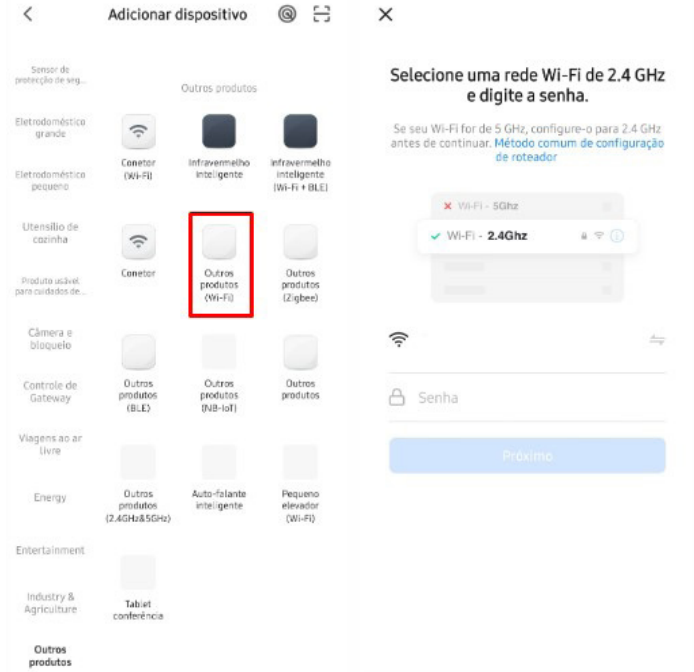 Adicionar dispositivo
Sensor de
protecção de seg...
Eletrodoméstico
grande
Eletrodoméstico
pequeno
Utensílio de
cozinha
Produto usável
para cuidados de...
Câmera e
bloqueio
Controle de
Gateway
Viagens ao ar
livre
Energy
Entertainment
Industry &
Agriculture
Outros
produtos
Outros produtos
Conetor
(Wi-Fi)
Infravermelho
inteligente
Infravermelho
inteligente
(Wi-Fi + BLE)
Conetor
Outros
produtos
(Wi-Fi)
Outros
produtos
(Zigbee)
Outros
produtos
(BLE)
Outros
produtos
(NB-IoT)
Outros
produtos
Outros
produtos
(2.4GHz&5GHz)
Auto-falante
inteligente
Pequeno
elevador
(Wi-Fi)
Tablet
conferência
Selecione uma rede Wi-Fi de 2.4 GHz
e digite a senha.
Se seu Wi-Fi for de 5 GHz, configure-o para 2.4 GHz
antes de continuar. Método comum de configuração
de roteador
Wi-Fi - 5Ghz
Wi-Fi - 2.4Ghz
Senha
Próximo